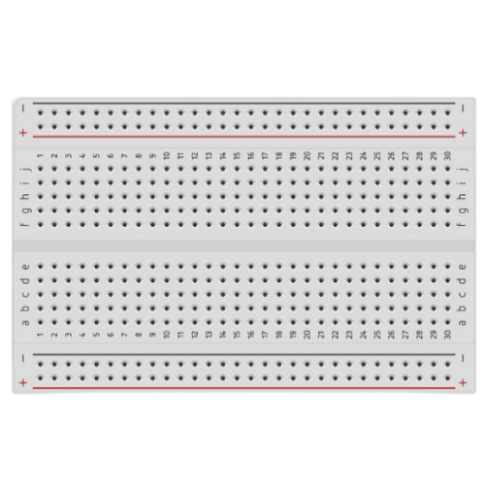 − −
+ +
1 2 3 4 5 6 7 8 9 10 11 12 13 14 15 16 17 18 19 20 21 22 23 24 25 26 27 28 29 30
j j
i i
h h
g g
f f
e e
d d
c c
b b
a a
1 2 3 4 5 6 7 8 9 10 11 12 13 14 15 16 17 18 19 20 21 22 23 24 25 26 27 28 29 30
− −
+ +